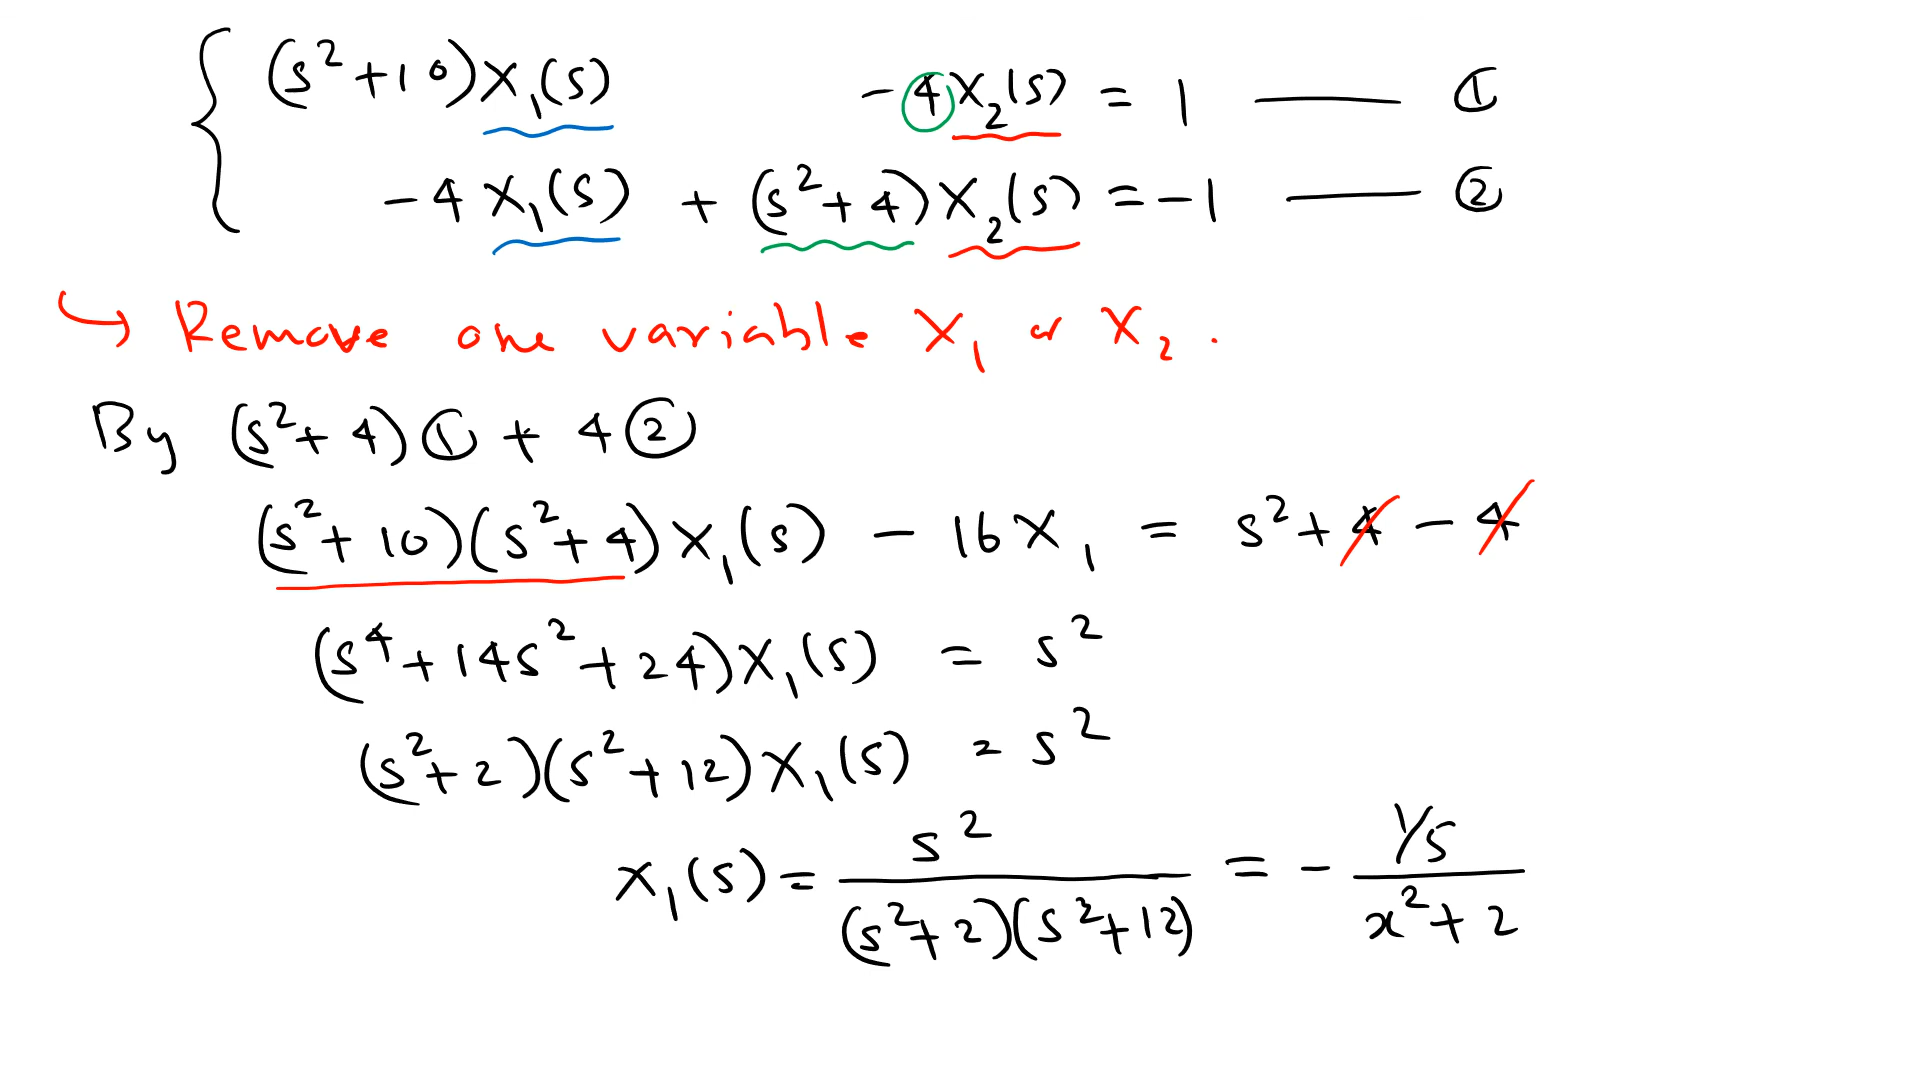 (s²+10)X₁(s) -4X₂(s) = 1 —— ①
-4X₁(s) + (s²+4)X₂(s) = -1 —— ②
↪ Remove one variable X₁ or X₂.
By (s²+4)① + 4②
(s²+10)(s²+4)X₁(s) - 16X₁ = s²+4-4
(s⁴+14s²+24)X₁(s) = s²
(s²+2)(s²+12)X₁(s) = s²
X₁(s) = s²/((s²+2)(s²+12)) = - (1/5)/(x²+2)